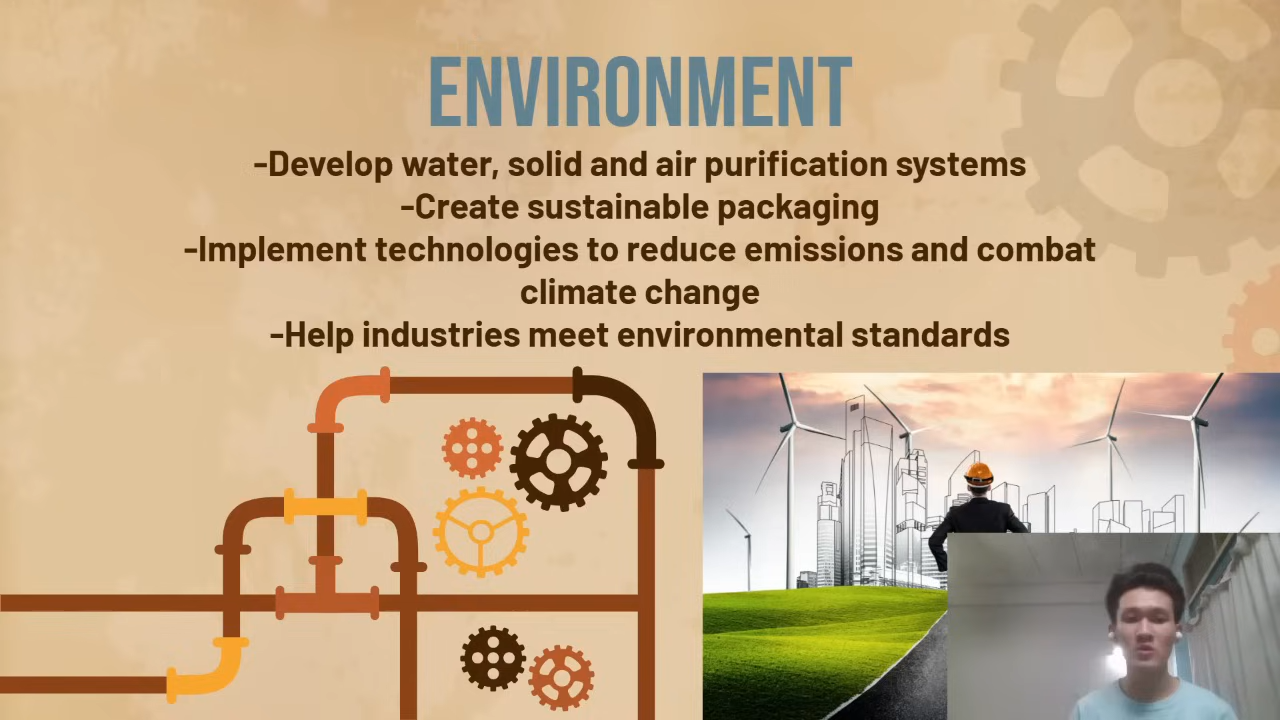 ENVIRONMENT
-Develop water, solid and air purification systems
-Create sustainable packaging
-Implement technologies to reduce emissions and combat
climate change
-Help industries meet environmental standards